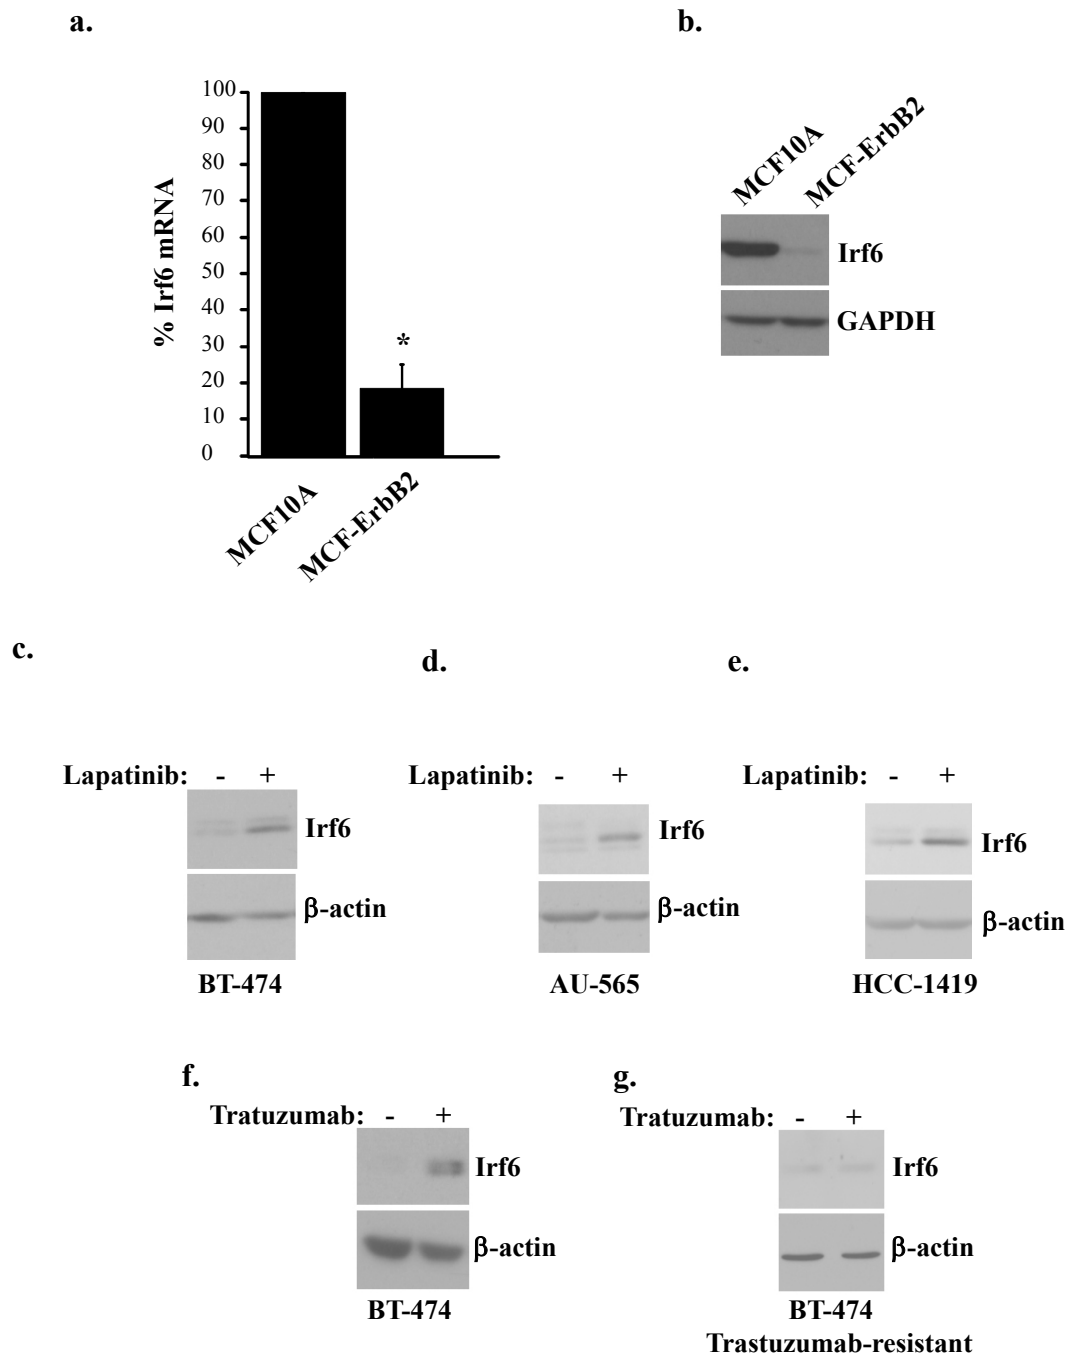 a.
100
90
80
70
60
50
40
30
20
10
0
% Irf6 mRNA
*
MCF10A
MCF-ErbB2
b.
MCF10A
MCF-ErbB2
Irf6
GAPDH
c.
Lapatinib: - +
Irf6
β-actin
BT-474
d.
Lapatinib: - +
Irf6
β-actin
AU-565
e.
Lapatinib: - +
Irf6
β-actin
HCC-1419
f.
Tratuzumab: - +
Irf6
β-actin
BT-474
g.
Tratuzumab: - +
Irf6
β-actin
BT-474
Trastuzumab-resistant